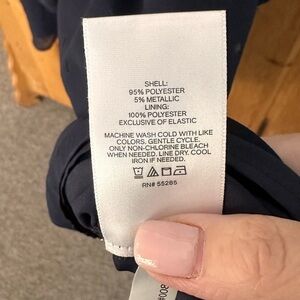 SHELL:
95% POLYESTER
5% METALLIC
LINING:
100% POLYESTER
EXCLUSIVE OF ELASTIC
MACHINE WASH COLD WITH LIKE
COLORS. GENTLE CYCLE.
ONLY NON-CHLORINE BLEACH
WHEN NEEDED. LINE DRY. COOL
IRON IF NEEDED.
RN# 55285